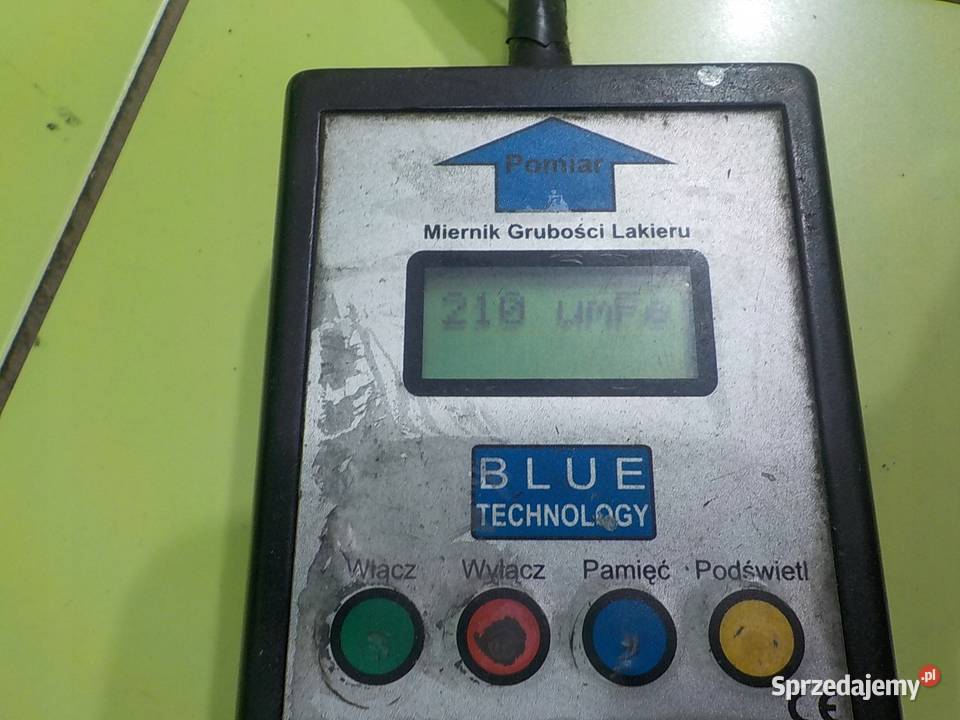 Pomiar
Miernik Grubości Lakieru
210 umFe
BLUE
TECHNOLOGY
Włącz Wyłącz Pamięć Podświetl
CE
Sprzedajemy.pl